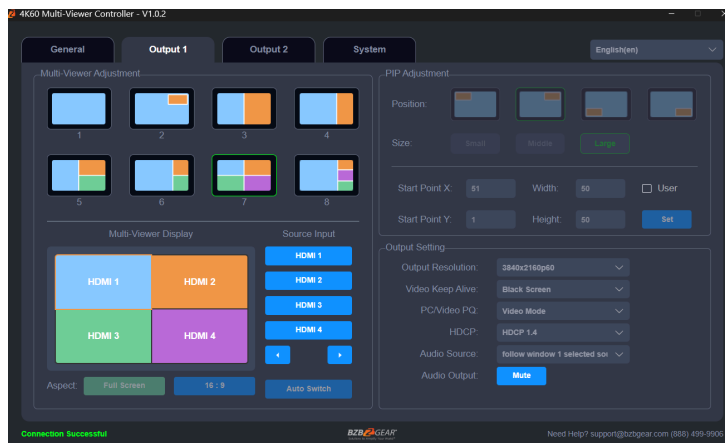 4K60 Multi-Viewer Controller - V1.0.2
General
Output 1
Output 2
System
English(en)
Multi-Viewer Adjustment
1
2
3
4
5
6
7
8
Multi-Viewer Display
Source Input
HDMI 1
HDMI 2
HDMI 3
HDMI 4
HDMI 1
HDMI 2
HDMI 3
HDMI 4
Aspect:
Full Screen
16 : 9
Auto Switch
PIP Adjustment
Position:
Size:
Small
Middle
Large
Start Point X:
51
Width:
50
User
Start Point Y:
1
Height:
50
Set
Output Setting
Output Resolution:
3840x2160p60
Video Keep Alive:
Black Screen
PC/Video PQ:
Video Mode
HDCP:
HDCP 1.4
Audio Source:
follow window 1 selected sou
Audio Output:
Mute
Connection Successful
BZBGEAR
Need Help? support@bzbgear.com (888) 499-9906